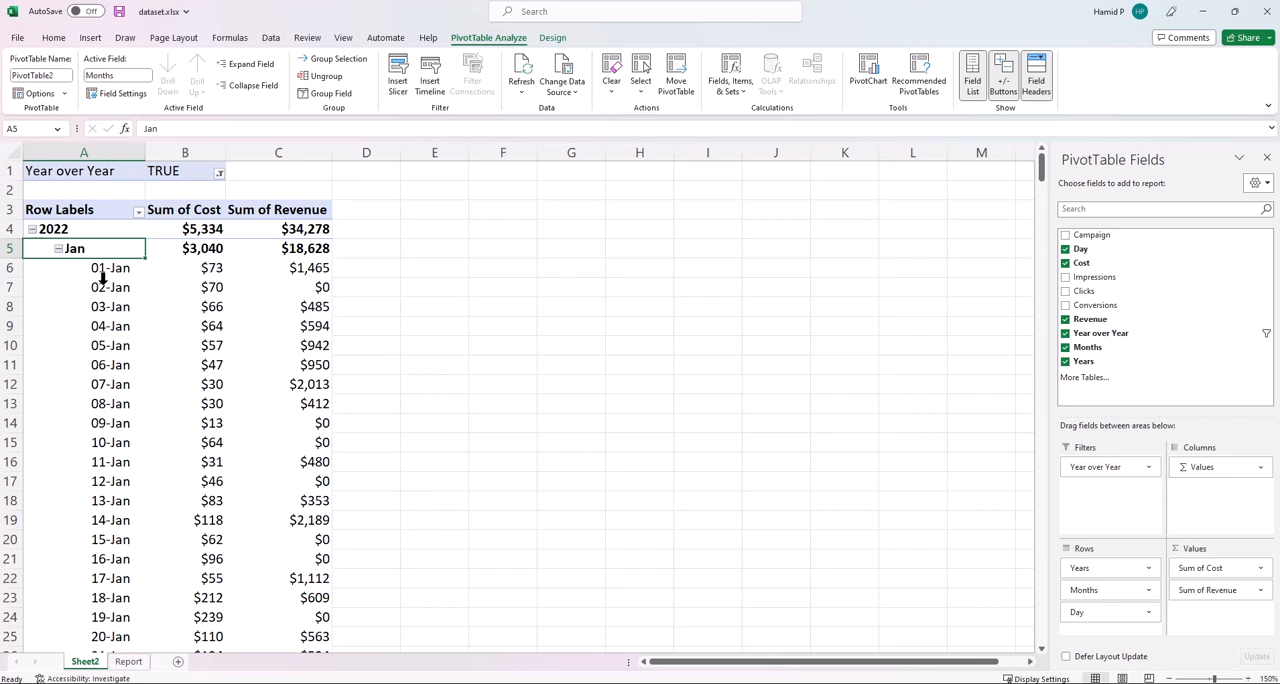 AutoSave Off dataset.xlsx Search Hamid P HP
File Home Insert Draw Page Layout Formulas Data Review View Automate Help PivotTable Analyze Design Comments Share
PivotTable Name: Active Field:
PivotTable2 Months
Options Field Settings
Drill Down
Drill Up
Expand Field
Collapse Field
Group Selection
Ungroup
Group Field
Insert Slicer
Insert Timeline
Filter Connections
Refresh
Change Data Source
Clear
Select
Move PivotTable
Fields, Items, & Sets
OLAP Tools
Relationships
PivotChart
Recommended PivotTables
Field List
+/- Buttons
Field Headers
PivotTable Active Field Group Filter Data Actions Calculations Tools Show
A5 fx Jan
A B C D E F G H I J K L M
1 Year over Year TRUE
2
3 Row Labels Sum of Cost Sum of Revenue
4 2022 $5,334 $34,278
5 Jan $3,040 $18,628
6 01-Jan $73 $1,465
7 02-Jan $70 $0
8 03-Jan $66 $485
9 04-Jan $64 $594
10 05-Jan $57 $942
11 06-Jan $47 $950
12 07-Jan $30 $2,013
13 08-Jan $30 $412
14 09-Jan $13 $0
15 10-Jan $64 $0
16 11-Jan $31 $480
17 12-Jan $46 $0
18 13-Jan $83 $353
19 14-Jan $118 $2,189
20 15-Jan $62 $0
21 16-Jan $96 $0
22 17-Jan $55 $1,112
23 18-Jan $212 $609
24 19-Jan $239 $0
25 20-Jan $110 $563
PivotTable Fields
Choose fields to add to report:
Search
Campaign
Day
Cost
Impressions
Clicks
Conversions
Revenue
Year over Year
Months
Years
More Tables...
Drag fields between areas below:
Filters Columns
Year over Year Σ Values
Rows Σ Values
Years Sum of Cost
Months Sum of Revenue
Day
Defer Layout Update Update
Sheet2 Report
Ready Accessibility: Investigate Display Settings 150%